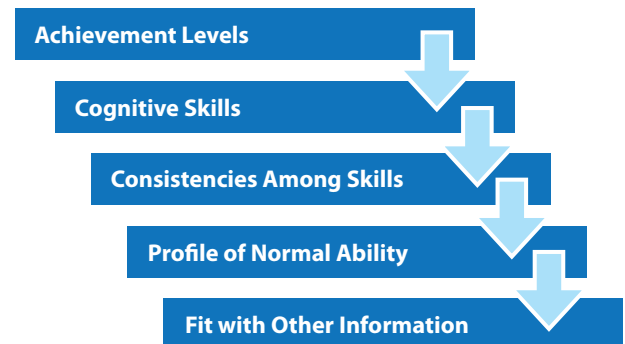 Achievement Levels
Cognitive Skills
Consistencies Among Skills
Profile of Normal Ability
Fit with Other Information